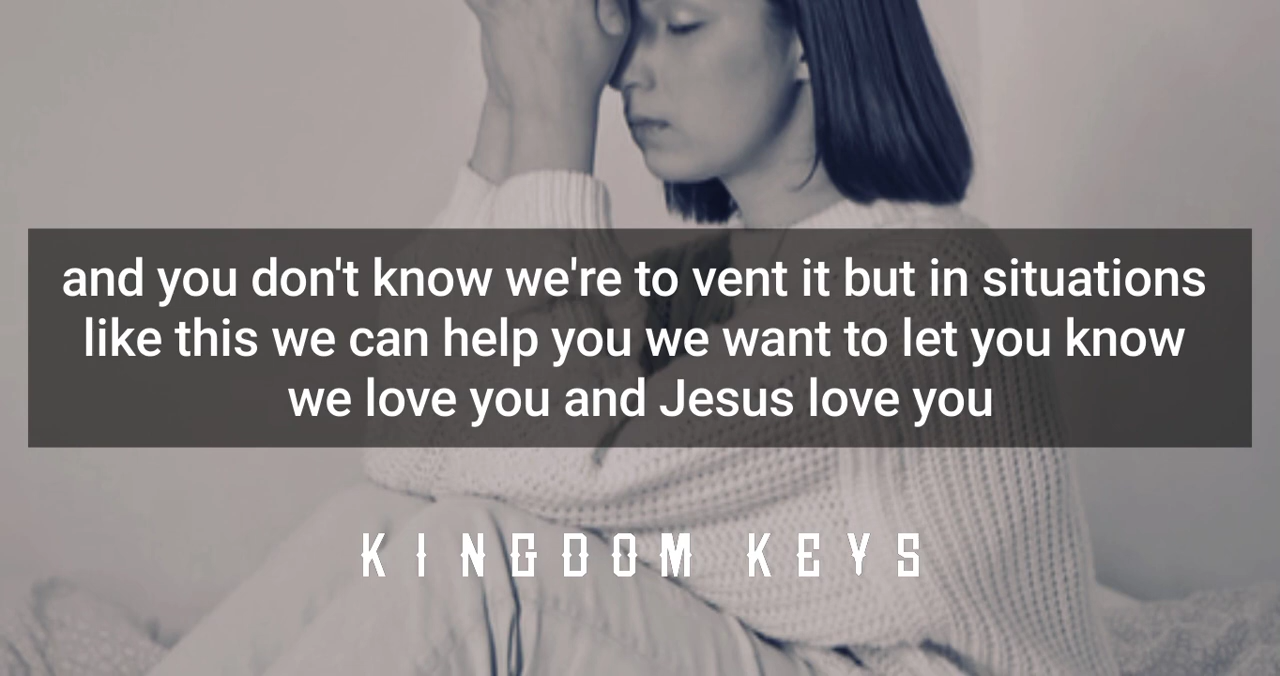 and you don't know we're to vent it but in situations
like this we can help you we want to let you know
we love you and Jesus love you
KINGDOM KEYS